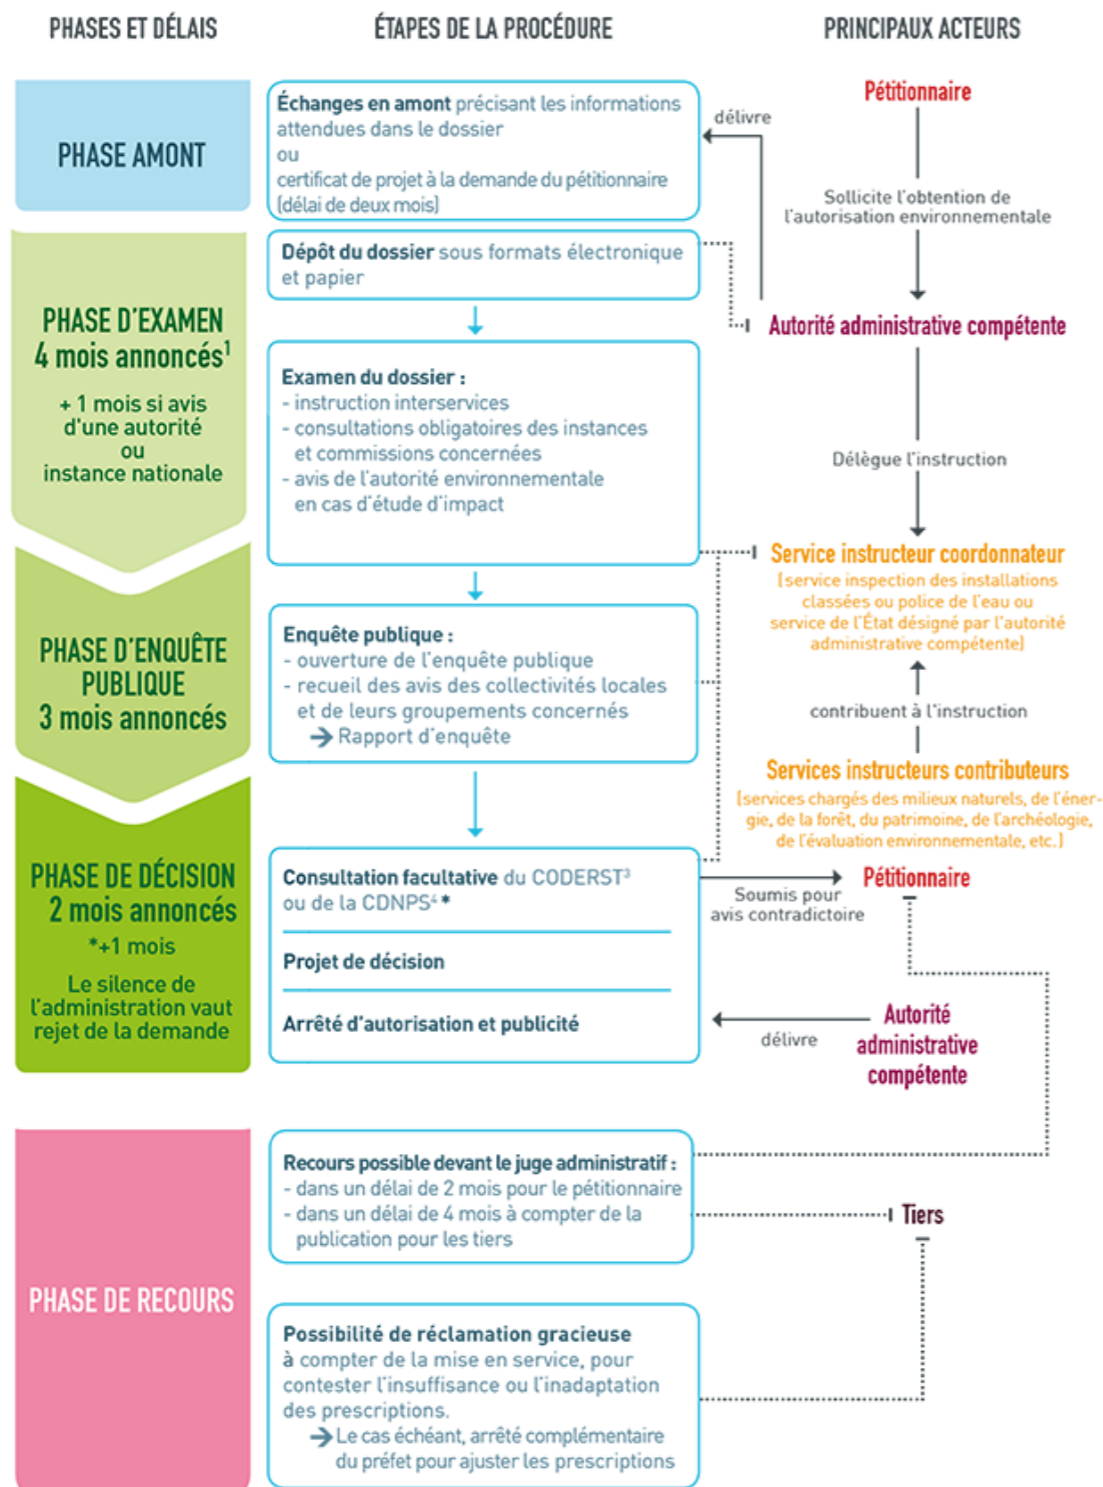 PHASES ET DÉLAIS
ÉTAPES DE LA PROCÉDURE
PRINCIPAUX ACTEURS
PHASE AMONT
Échanges en amont précisant les informations
attendues dans le dossier
ou
certificat de projet à la demande du pétitionnaire
(délai de deux mois)
délivre
Pétitionnaire
Sollicite l'obtention de
l'autorisation environnementale
PHASE D'EXAMEN
4 mois annoncés¹
+ 1 mois si avis
d'une autorité
ou
instance nationale
Dépôt du dossier sous formats électronique
et papier
Autorité administrative compétente
Examen du dossier :
- instruction interservices
- consultations obligatoires des instances
et commissions concernées
- avis de l'autorité environnementale
en cas d'étude d'impact
Délègue l'instruction
Service instructeur coordonnateur
(service inspection des installations
classées ou police de l'eau ou
service de l'État désigné par l'autorité
administrative compétente)
PHASE D'ENQUÊTE
PUBLIQUE
3 mois annoncés
Enquête publique :
- ouverture de l'enquête publique
- recueil des avis des collectivités locales
et de leurs groupements concernés
→ Rapport d'enquête
contribuent à l'instruction
Services instructeurs contributeurs
(services chargés des milieux naturels, de l'éner-
gie, de la forêt, du patrimoine, de l'archéologie,
de l'évaluation environnementale, etc.)
PHASE DE DÉCISION
2 mois annoncés
*+1 mois
Le silence de
l'administration vaut
rejet de la demande
Consultation facultative du CODERST³
ou de la CDNPS⁴ *
Projet de décision
Arrêté d'autorisation et publicité
Soumis pour
avis contradictoire
Pétitionnaire
délivre
Autorité
administrative
compétente
PHASE DE RECOURS
Recours possible devant le juge administratif :
- dans un délai de 2 mois pour le pétitionnaire
- dans un délai de 4 mois à compter de la
publication pour les tiers
Tiers
Possibilité de réclamation gracieuse
à compter de la mise en service, pour
contester l'insuffisance ou l'inadaptation
des prescriptions.
→ Le cas échéant, arrêté complémentaire
du préfet pour ajuster les prescriptions